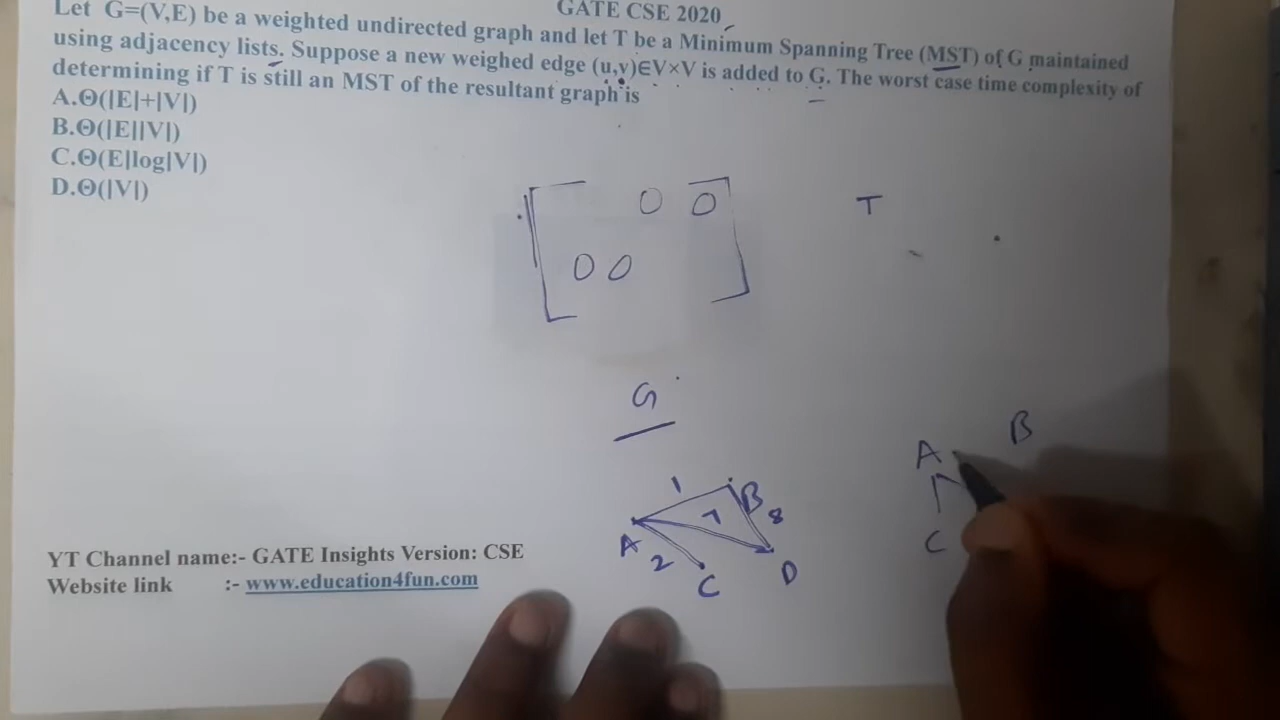 GATE CSE 2020
Let G=(V,E) be a weighted undirected graph and let T be a Minimum Spanning Tree (MST) of G maintained
using adjacency lists. Suppose a new weighed edge (u,v)∈V×V is added to G. The worst case time complexity of
determining if T is still an MST of the resultant graph is
A.Θ(|E|+|V|)
B.Θ(|E||V|)
C.Θ(E|log|V|)
D.Θ(|V|)
0 0
T
0 0
G
B
A
1
B
7
8
A
2
C
D
C
YT Channel name:- GATE Insights Version: CSE
Website link :- www.education4fun.com